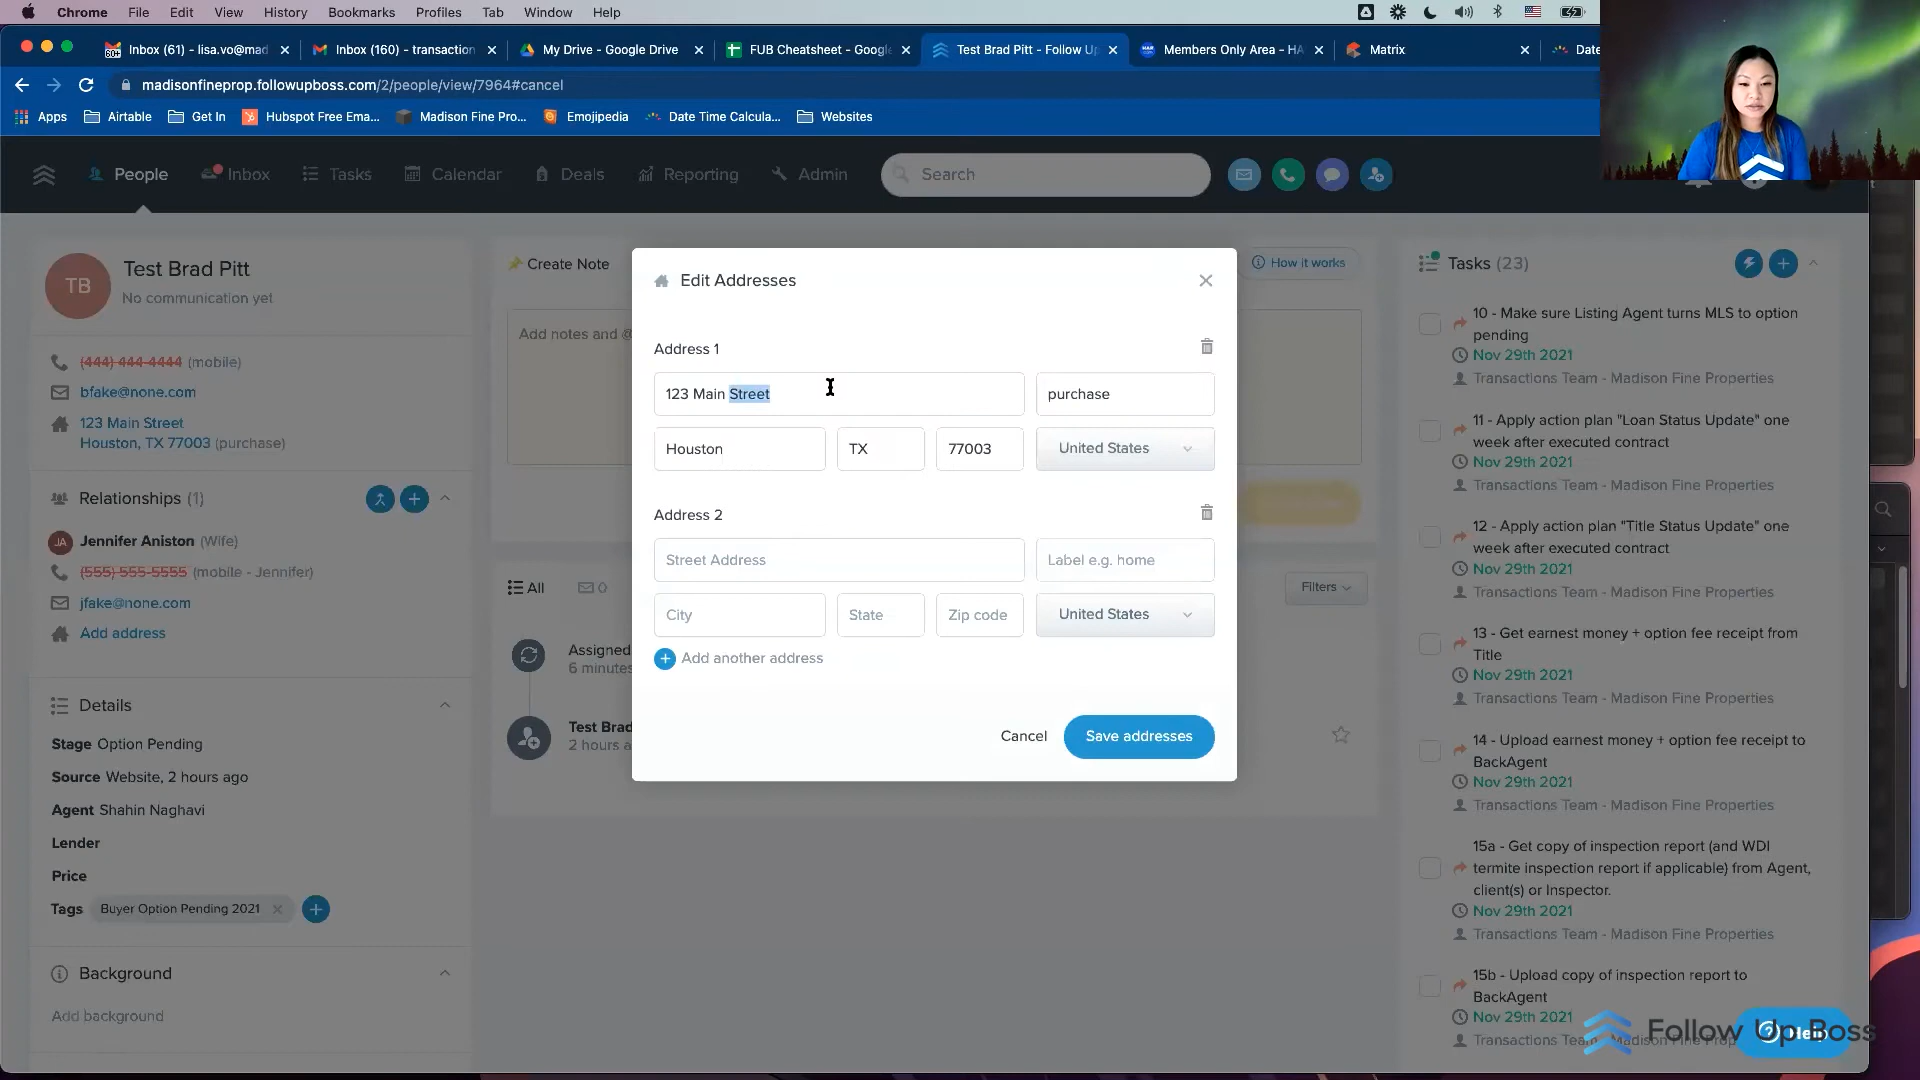 Chrome File Edit View History Bookmarks Profiles Tab Window Help
60+ Inbox (61) - lisa.vo@mad
Inbox (160) - transaction
My Drive - Google Drive
FUB Cheatsheet - Google
Test Brad Pitt - Follow Up
Members Only Area - HA
Matrix
Date
madisonfineprop.followupboss.com/2/people/view/7964#cancel
Apps Airtable Get In Hubspot Free Ema... Madison Fine Pro... Emojipedia Date Time Calcula... Websites
People Inbox Tasks Calendar Deals Reporting Admin Search
TB
Test Brad Pitt
No communication yet
(444) 444-4444 (mobile)
bfake@none.com
123 Main Street
Houston, TX 77003 (purchase)
Relationships (1)
JA Jennifer Aniston (Wife)
(555) 555-5555 (mobile - Jennifer)
jfake@none.com
Add address
Details
Stage Option Pending
Source Website, 2 hours ago
Agent Shahin Naghavi
Lender
Price
Tags Buyer Option Pending 2021
Background
Add background
Create Note
How it works
Add notes and @
All 0
Filters
Assigned
6 minutes
Test Brad
2 hours a
Edit Addresses
Address 1
123 Main Street purchase
Houston TX 77003 United States
Address 2
Street Address Label e.g. home
City State Zip code United States
Add another address
Cancel Save addresses
Tasks (23)
10 - Make sure Listing Agent turns MLS to option
pending
Nov 29th 2021
Transactions Team - Madison Fine Properties
11 - Apply action plan "Loan Status Update" one
week after executed contract
Nov 29th 2021
Transactions Team - Madison Fine Properties
12 - Apply action plan "Title Status Update" one
week after executed contract
Nov 29th 2021
Transactions Team - Madison Fine Properties
13 - Get earnest money + option fee receipt from
Title
Nov 29th 2021
Transactions Team - Madison Fine Properties
14 - Upload earnest money + option fee receipt to
BackAgent
Nov 29th 2021
Transactions Team - Madison Fine Properties
15a - Get copy of inspection report (and WDI
termite inspection report if applicable) from Agent,
client(s) or Inspector.
Nov 29th 2021
Transactions Team - Madison Fine Properties
15b - Upload copy of inspection report to
BackAgent
Nov 29th 2021
Transactions Team - Madison Fine Prop
Follow Up Boss
Help